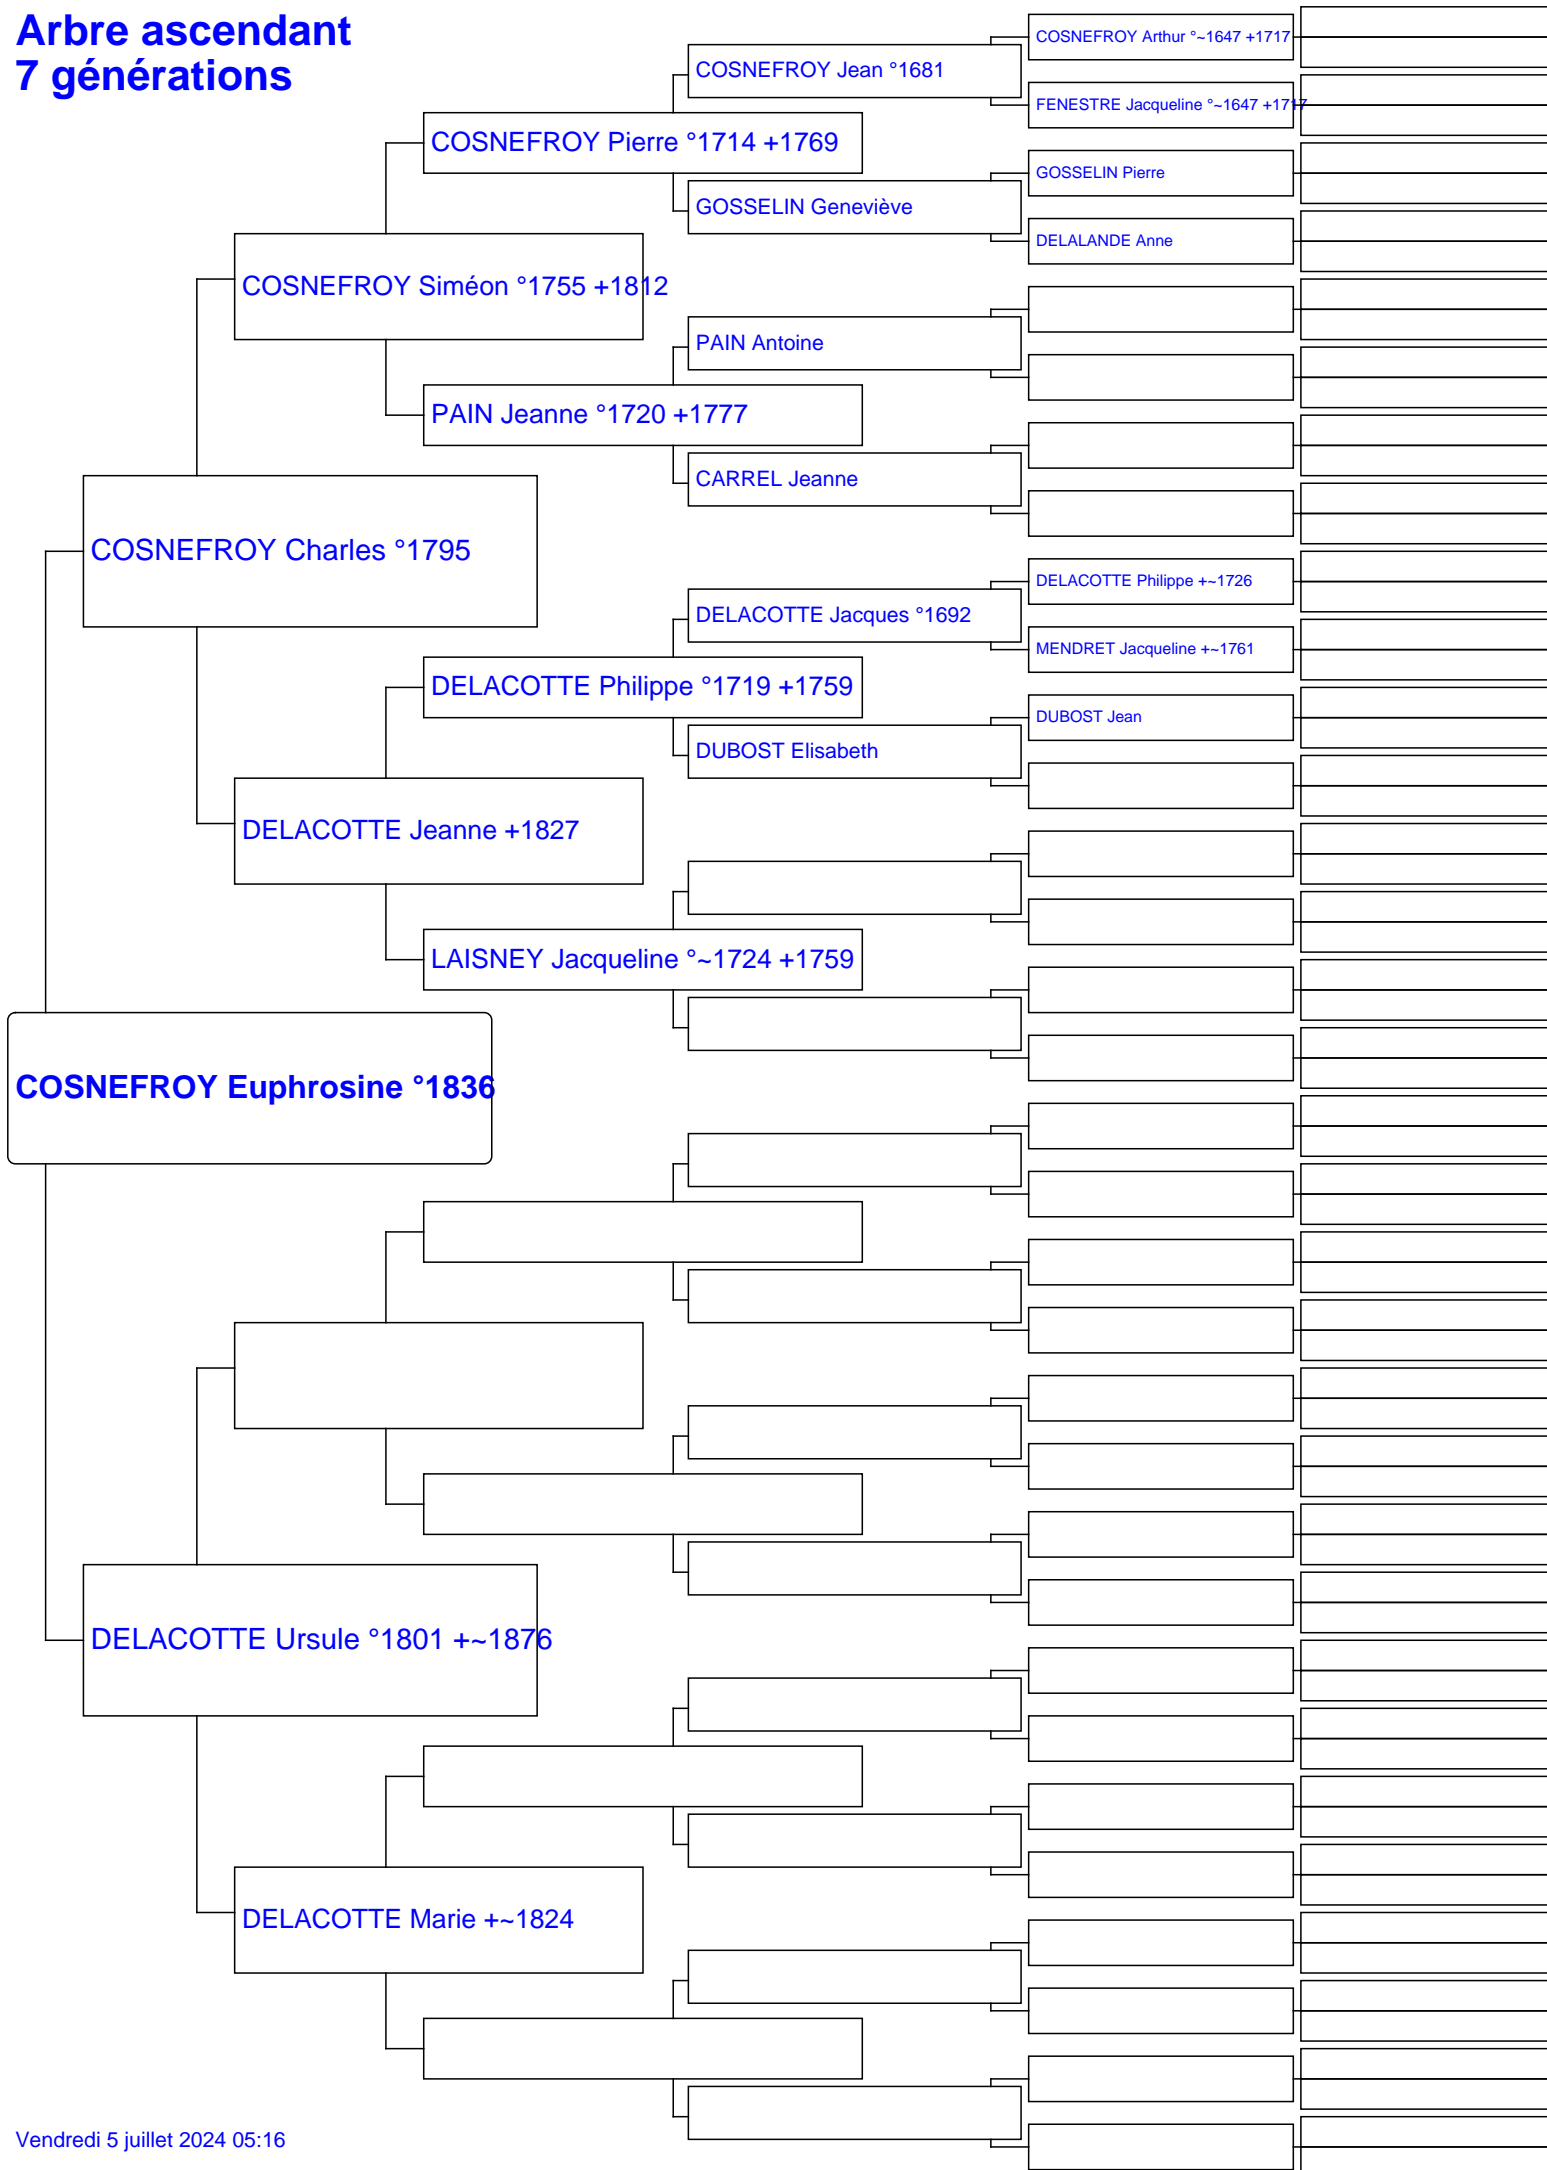 Arbre ascendant
7 générations
COSNEFROY Arthur °~1647 +1717
COSNEFROY Jean °1681
FENESTRE Jacqueline °~1647 +1717
COSNEFROY Pierre °1714 +1769
GOSSELIN Pierre
GOSSELIN Geneviève
DELALANDE Anne
COSNEFROY Siméon °1755 +1812
PAIN Antoine
PAIN Jeanne °1720 +1777
CARREL Jeanne
COSNEFROY Charles °1795
DELACOTTE Philippe +~1726
DELACOTTE Jacques °1692
MENDRET Jacqueline +~1761
DELACOTTE Philippe °1719 +1759
DUBOST Jean
DUBOST Elisabeth
DELACOTTE Jeanne +1827
LAISNEY Jacqueline °~1724 +1759
COSNEFROY Euphrosine °1836
DELACOTTE Ursule °1801 +~1876
DELACOTTE Marie +~1824
Vendredi 5 juillet 2024 05:16